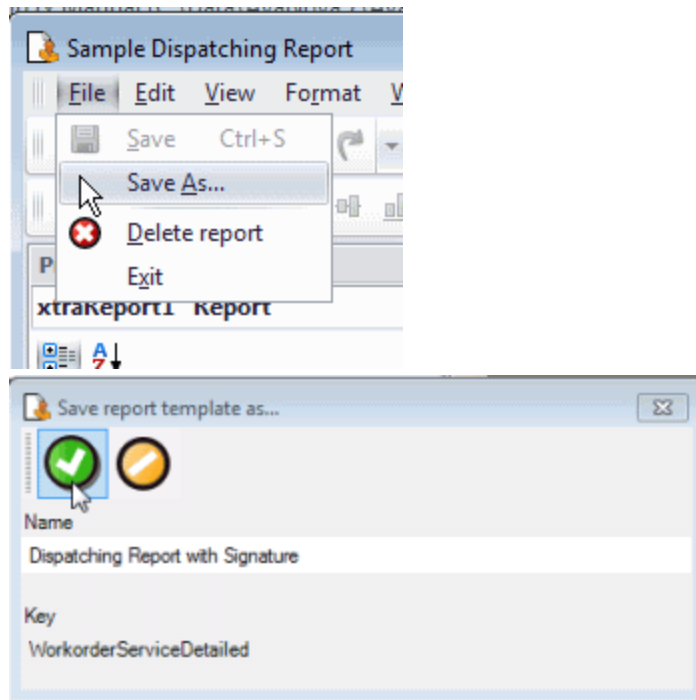 Sample Dispatching Report
File Edit View Format
Save Ctrl+S
Save As...
Delete report
P
Exit
xtraReport1 Report
A
Z
Save report template as...
Name
Dispatching Report with Signature
Key
WorkorderServiceDetailed